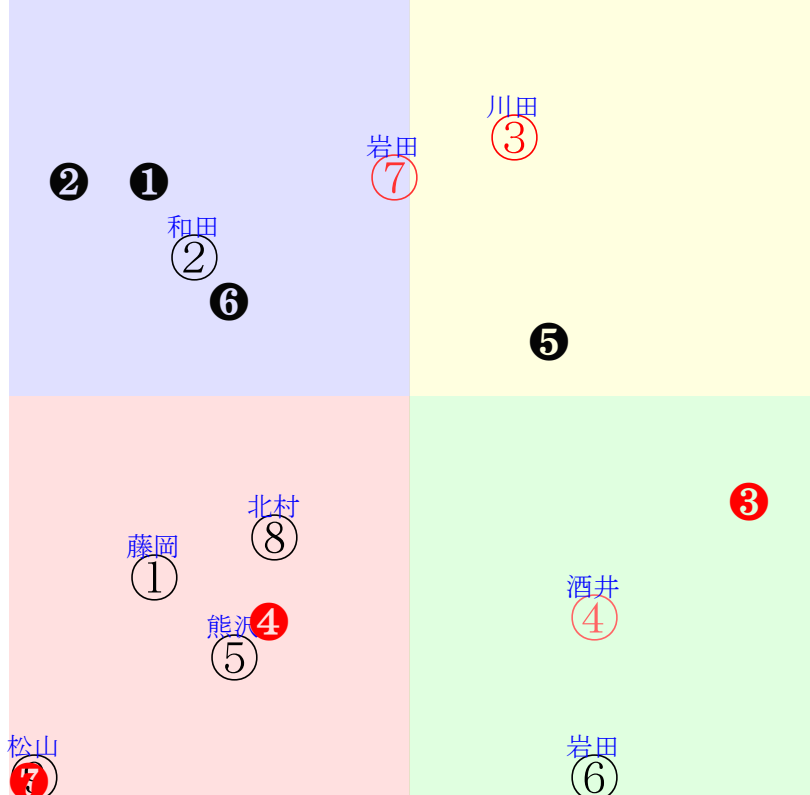 川田
③
岩田
⑦
❷
❶
和田
②
❻
❺
❸
北村
⑧
藤岡
①
酒井
④
熊沢
❹
⑤
松山
❼
岩田
⑥